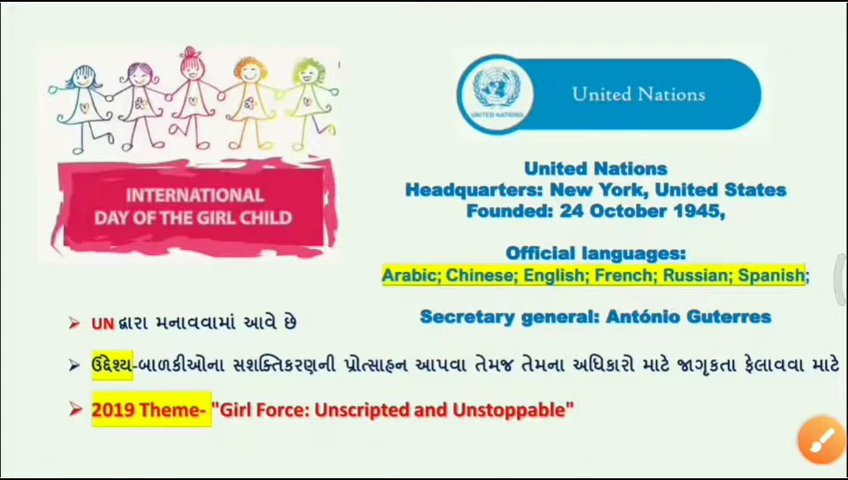 INTERNATIONAL
DAY OF THE GIRL CHILD
UNITED NATIONS
United Nations
United Nations
Headquarters: New York, United States
Founded: 24 October 1945,
Official languages:
Arabic; Chinese; English; French; Russian; Spanish;
Secretary general: António Guterres
UN દ્વારા મનાવવામાં આવે છે
ઉદ્દેશ્ય-બાળકીઓના સશક્તિકરણની પ્રોત્સાહન આપવા તેમજ તેમના અધિકારો માટે જાગૃકતા ફેલાવવા માટે
2019 Theme- "Girl Force: Unscripted and Unstoppable"